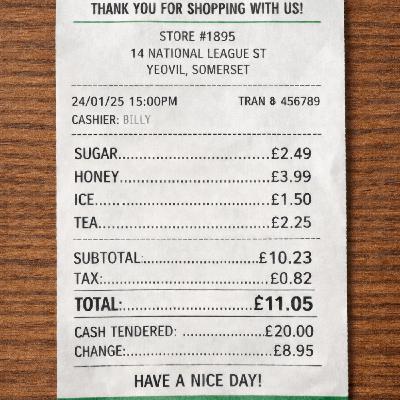 THANK YOU FOR SHOPPING WITH US!
STORE #1895
14 NATIONAL LEAGUE ST
YEOVIL, SOMERSET
24/01/25 15:00PM TRAN 8 456789
CASHIER: BILLY
SUGAR...............................£2.49
HONEY...............................£3.99
ICE....................................£1.50
TEA...................................£2.25
SUBTOTAL:.......................£10.23
TAX:.................................£0.82
TOTAL:..........................£11.05
CASH TENDERED: ................£20.00
CHANGE:............................£8.95
HAVE A NICE DAY!